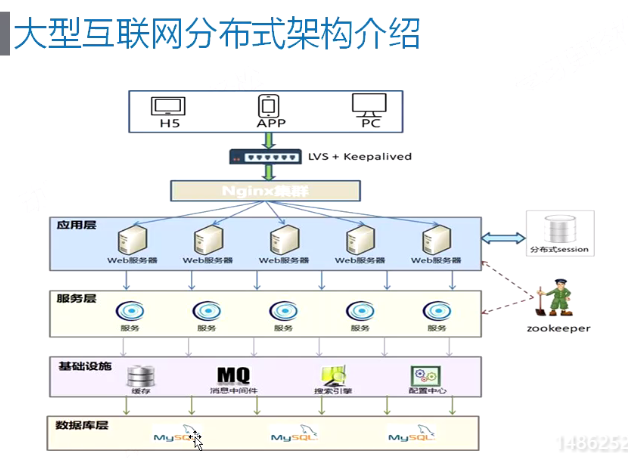 大型互联网分布式架构介绍
H5 APP PC
LVS + Keepalived
Nginx集群
应用层
Web服务器 Web服务器 Web服务器 Web服务器 Web服务器
分布式session
服务层
服务 服务 服务 服务 服务
zookeeper
基础设施
MQ
缓存 消息中间件 搜索引擎 配置中心
数据库层
MySQL MySQL MySQL
1486252